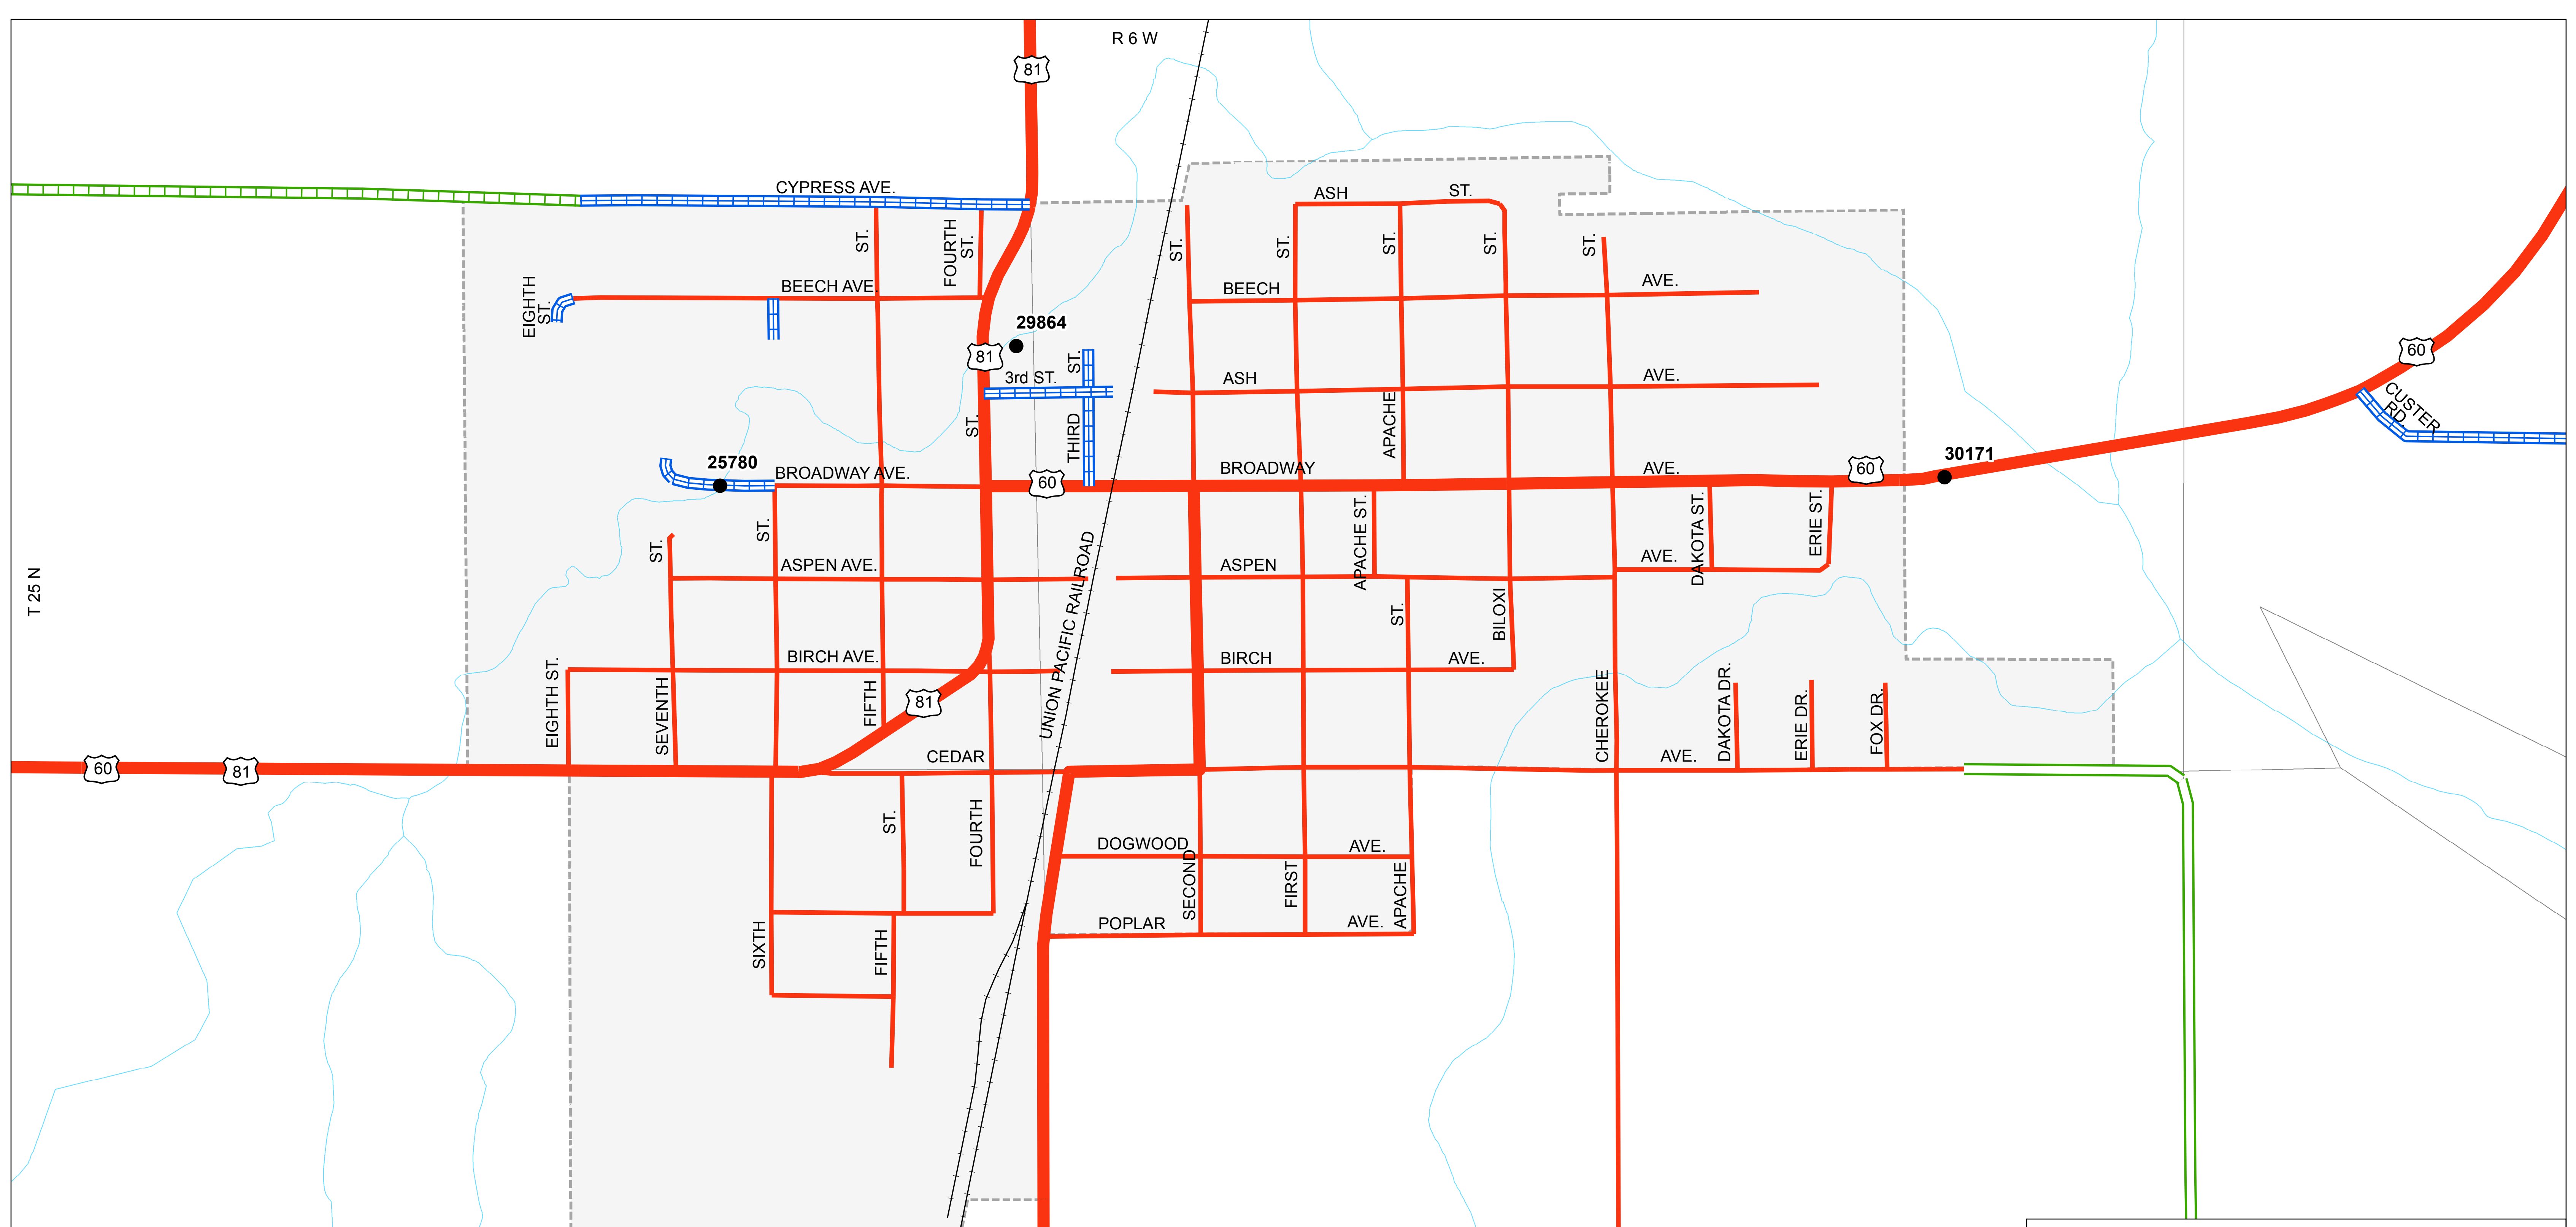 R 6 W
81
CYPRESS AVE.
ASH
ST.
ST.
FOURTH
ST.
ST.
ST.
ST.
ST.
ST.
BEECH AVE.
BEECH
AVE.
EIGHTH
ST.
29864
81
3rd ST.
ST.
ASH
AVE.
60
CUSTER
RD.
ST.
THIRD
APACHE
25780
BROADWAY AVE.
60
BROADWAY
AVE.
60
30171
ST.
ST.
ASPEN AVE.
UNION PACIFIC RAILROAD
ASPEN
APACHE ST.
AVE.
DAKOTA ST.
ERIE ST.
T 25 N
ST.
BILOXI
BIRCH AVE.
BIRCH
AVE.
EIGHTH ST.
SEVENTH
FIFTH
81
CHEROKEE
DAKOTA DR.
ERIE DR.
FOX DR.
60
81
CEDAR
AVE.
ST.
FOURTH
DOGWOOD
AVE.
SECOND
FIRST
APACHE
POPLAR
AVE.
SIXTH
FIFTH